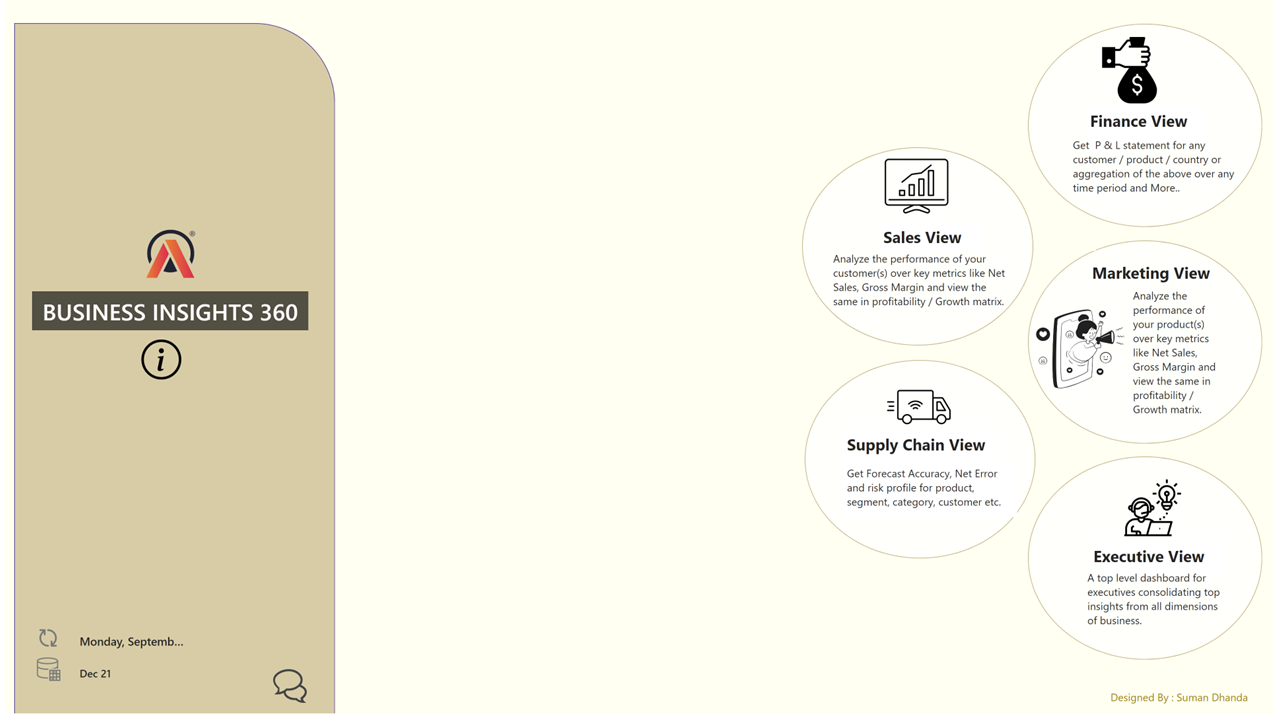 BUSINESS INSIGHTS 360
Monday, Septemb...
Dec 21
Finance View
Get P & L statement for any
customer / product / country or
aggregation of the above over any
time period and More..
Sales View
Analyze the performance of your
customer(s) over key metrics like Net
Sales, Gross Margin and view the
same in profitability / Growth matrix.
Marketing View
Analyze the
performance of
your product(s)
over key metrics
like Net Sales,
Gross Margin and
view the same in
profitability /
Growth matrix.
Supply Chain View
Get Forecast Accuracy, Net Error
and risk profile for product,
segment, category, customer etc.
Executive View
A top level dashboard for
executives consolidating top
insights from all dimensions
of business.
Designed By : Suman Dhanda